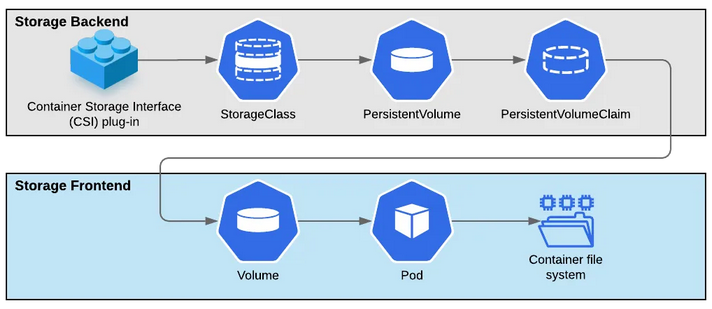 Storage Backend
Container Storage Interface
(CSI) plug-in
StorageClass
PersistentVolume
PersistentVolumeClaim
Storage Frontend
Volume
Pod
Container file
system